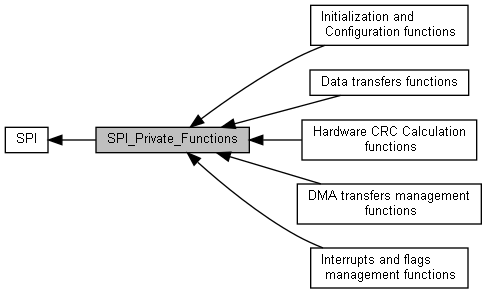 Initialization and
Configuration functions
Data transfers functions
SPI
SPI_Private_Functions
Hardware CRC Calculation
functions
DMA transfers management
functions
Interrupts and flags
management functions